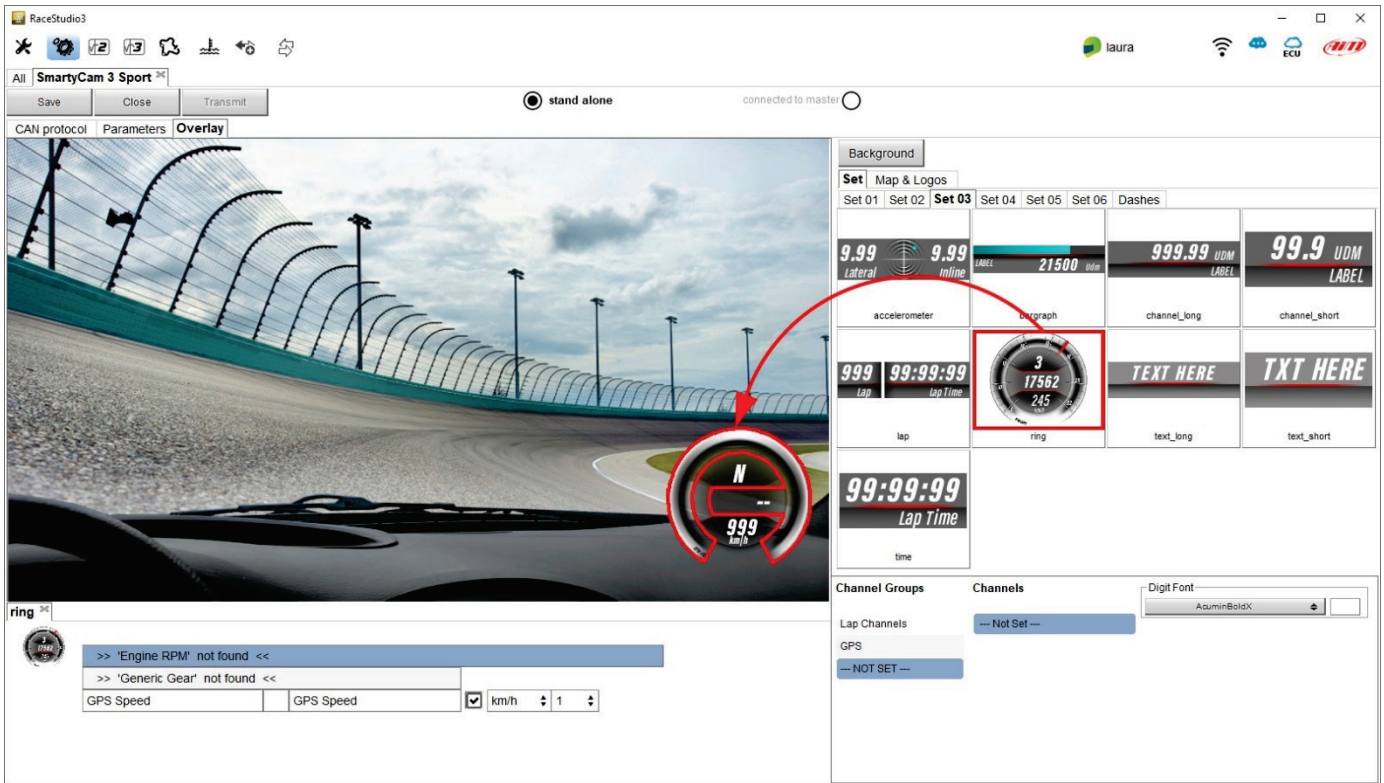 RaceStudio3
laura
ECU
AiM
All SmartyCam 3 Sport
Save Close Transmit
stand alone connected to master
CAN protocol Parameters Overlay
Background
Set Map & Logos
Set 01 Set 02 Set 03 Set 04 Set 05 Set 06 Dashes
9.99 9.99
Lateral Inline
accelerometer
LABEL 21500 Udm
bargraph
999.99 UDM
LABEL
channel_long
99.9 UDM
LABEL
channel_short
999 99:99:99
Lap Lap Time
lap
3
17562
245
ring
TEXT HERE
text_long
TXT HERE
text_short
99:99:99
Lap Time
time
N
--
999
km/h
ring
3
17562
>> 'Engine RPM' not found <<
>> 'Generic Gear' not found <<
GPS Speed GPS Speed km/h 1
Channel Groups Channels Digit Font
AcuminBoldX
Lap Channels --- Not Set ---
GPS
--- NOT SET ---